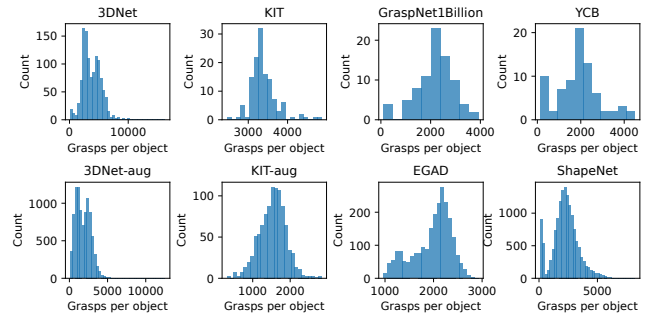 3DNet
KIT
GraspNet1Billion
YCB
150
100
50
0
Count
0
10000
Grasps per object
30
20
10
0
Count
3000
4000
Grasps per object
20
10
0
Count
0
2000
4000
Grasps per object
20
10
0
Count
0
2000
4000
Grasps per object
3DNet-aug
KIT-aug
EGAD
ShapeNet
1000
500
0
Count
0
5000
10000
Grasps per object
100
50
0
Count
1000
2000
Grasps per object
200
100
0
Count
1000
2000
3000
Grasps per object
1000
500
0
Count
0
5000
Grasps per object